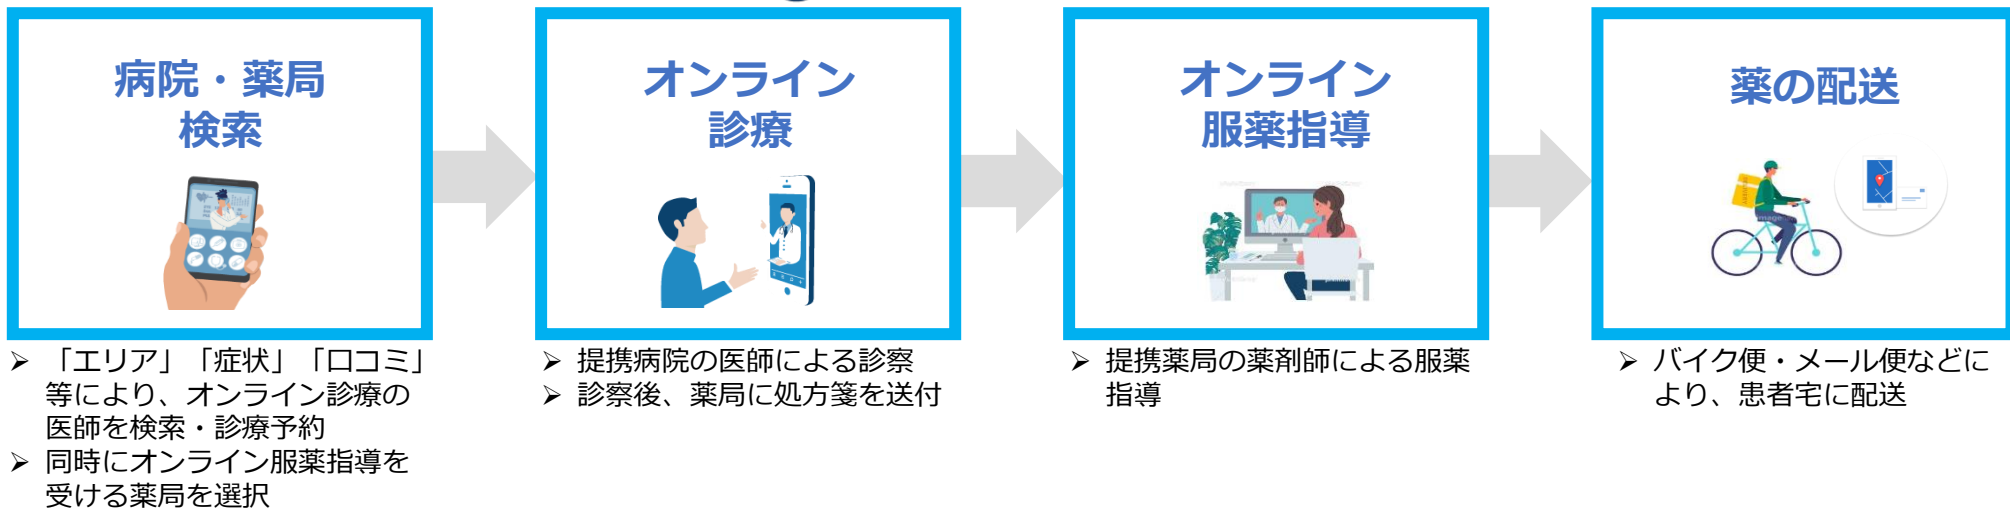 病院・薬局
検索
オンライン
診療
オンライン
服薬指導
薬の配送
➢ 「エリア」「症状」「口コミ」
等により、オンライン診療の
医師を検索・診療予約
➢ 同時にオンライン服薬指導を
受ける薬局を選択
➢ 提携病院の医師による診察
➢ 診察後、薬局に処方箋を送付
➢ 提携薬局の薬剤師による服薬
指導
➢ バイク便・メール便などに
より、患者宅に配送